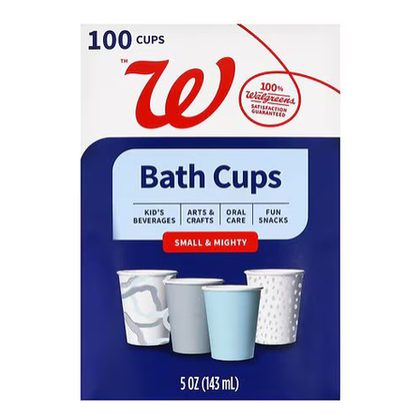 100 CUPS
™
W
100%
Walgreens
SATISFACTION
GUARANTEED
Bath Cups
KID'S
BEVERAGES
ARTS &
CRAFTS
ORAL
CARE
FUN
SNACKS
SMALL & MIGHTY
5 OZ (143 mL)